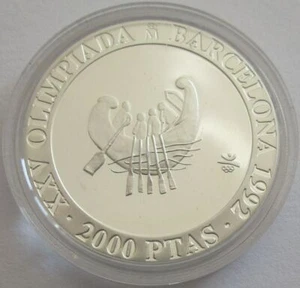 XXV OLIMPIADA BARCELONA 1992
· 2000 PTAS ·